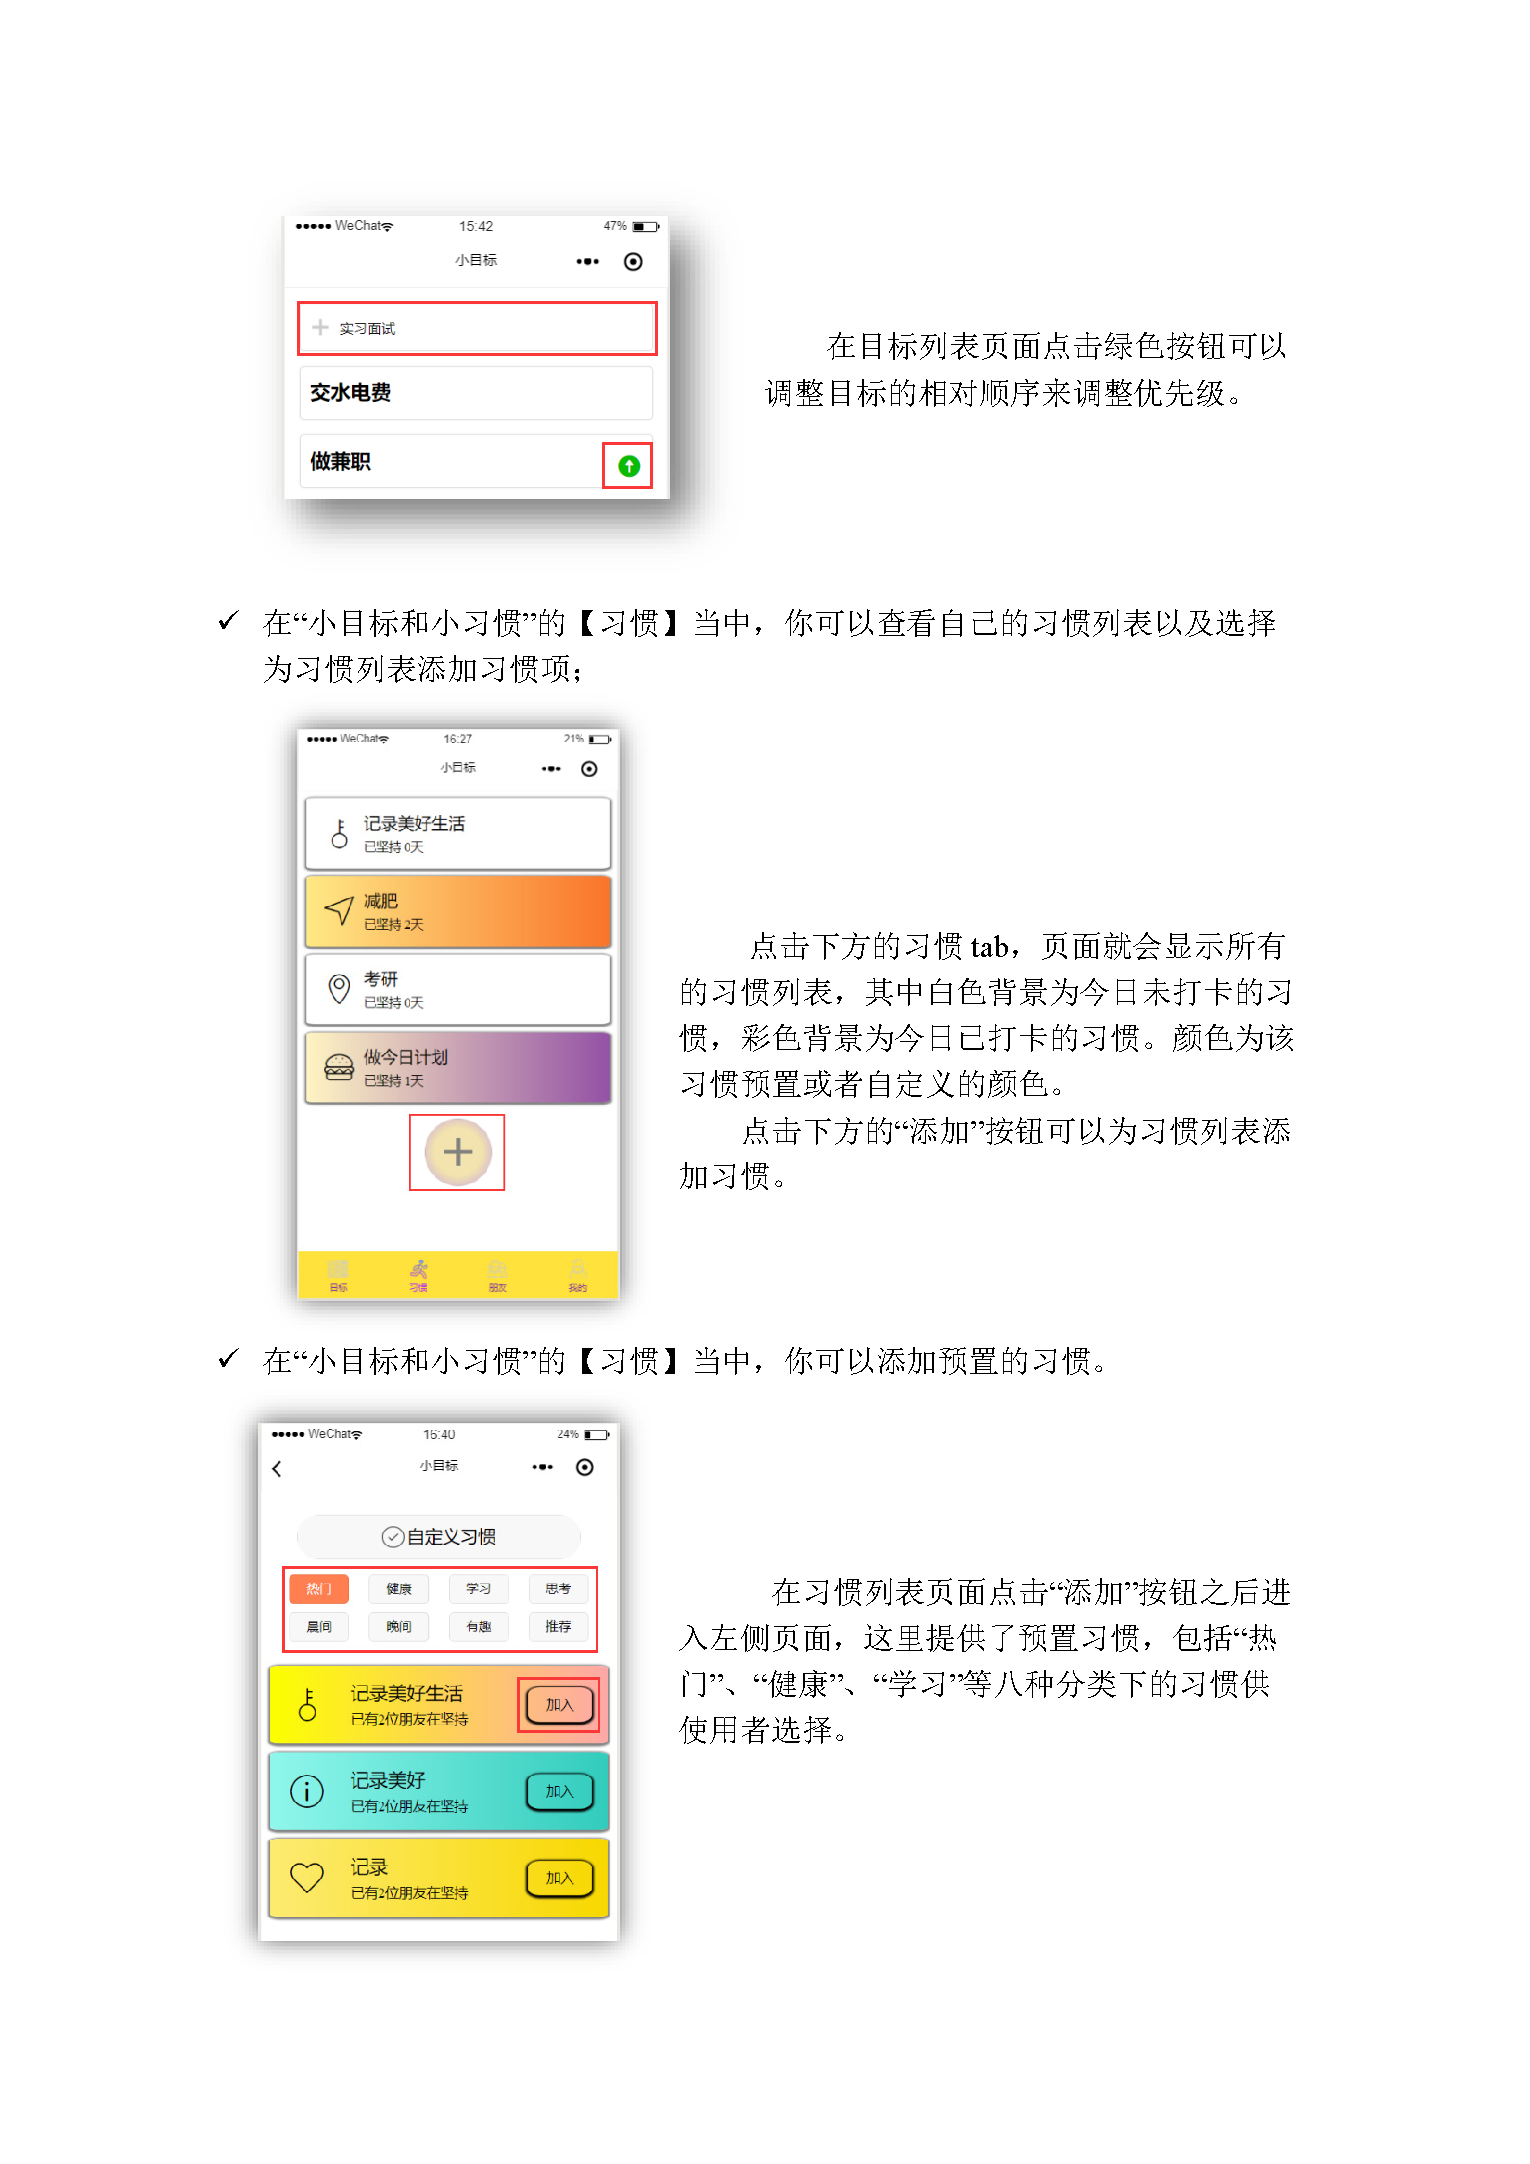 WeChat 15:42 47%
小目标
实习面试
交水电费
做兼职
在目标列表页面点击绿色按钮可以
调整目标的相对顺序来调整优先级。
✓ 在“小目标和小习惯”的【习惯】当中，你可以查看自己的习惯列表以及选择
为习惯列表添加习惯项；
WeChat 16:27 21%
小目标
记录美好生活
已坚持 0天
减肥
已坚持 2天
考研
已坚持 0天
做今日计划
已坚持 1天
目标 习惯 朋友 我的
点击下方的习惯 tab，页面就会显示所有
的习惯列表，其中白色背景为今日未打卡的习
惯，彩色背景为今日已打卡的习惯。颜色为该
习惯预置或者自定义的颜色。
点击下方的“添加”按钮可以为习惯列表添
加习惯。
✓ 在“小目标和小习惯”的【习惯】当中，你可以添加预置的习惯。
WeChat 16:40 24%
小目标
自定义习惯
热门 健康 学习 思考
晨间 晚间 有趣 推荐
记录美好生活
已有2位朋友在坚持
加入
记录美好
已有2位朋友在坚持
加入
记录
已有2位朋友在坚持
加入
在习惯列表页面点击“添加”按钮之后进
入左侧页面，这里提供了预置习惯，包括“热
门”、“健康”、“学习”等八种分类下的习惯供
使用者选择。